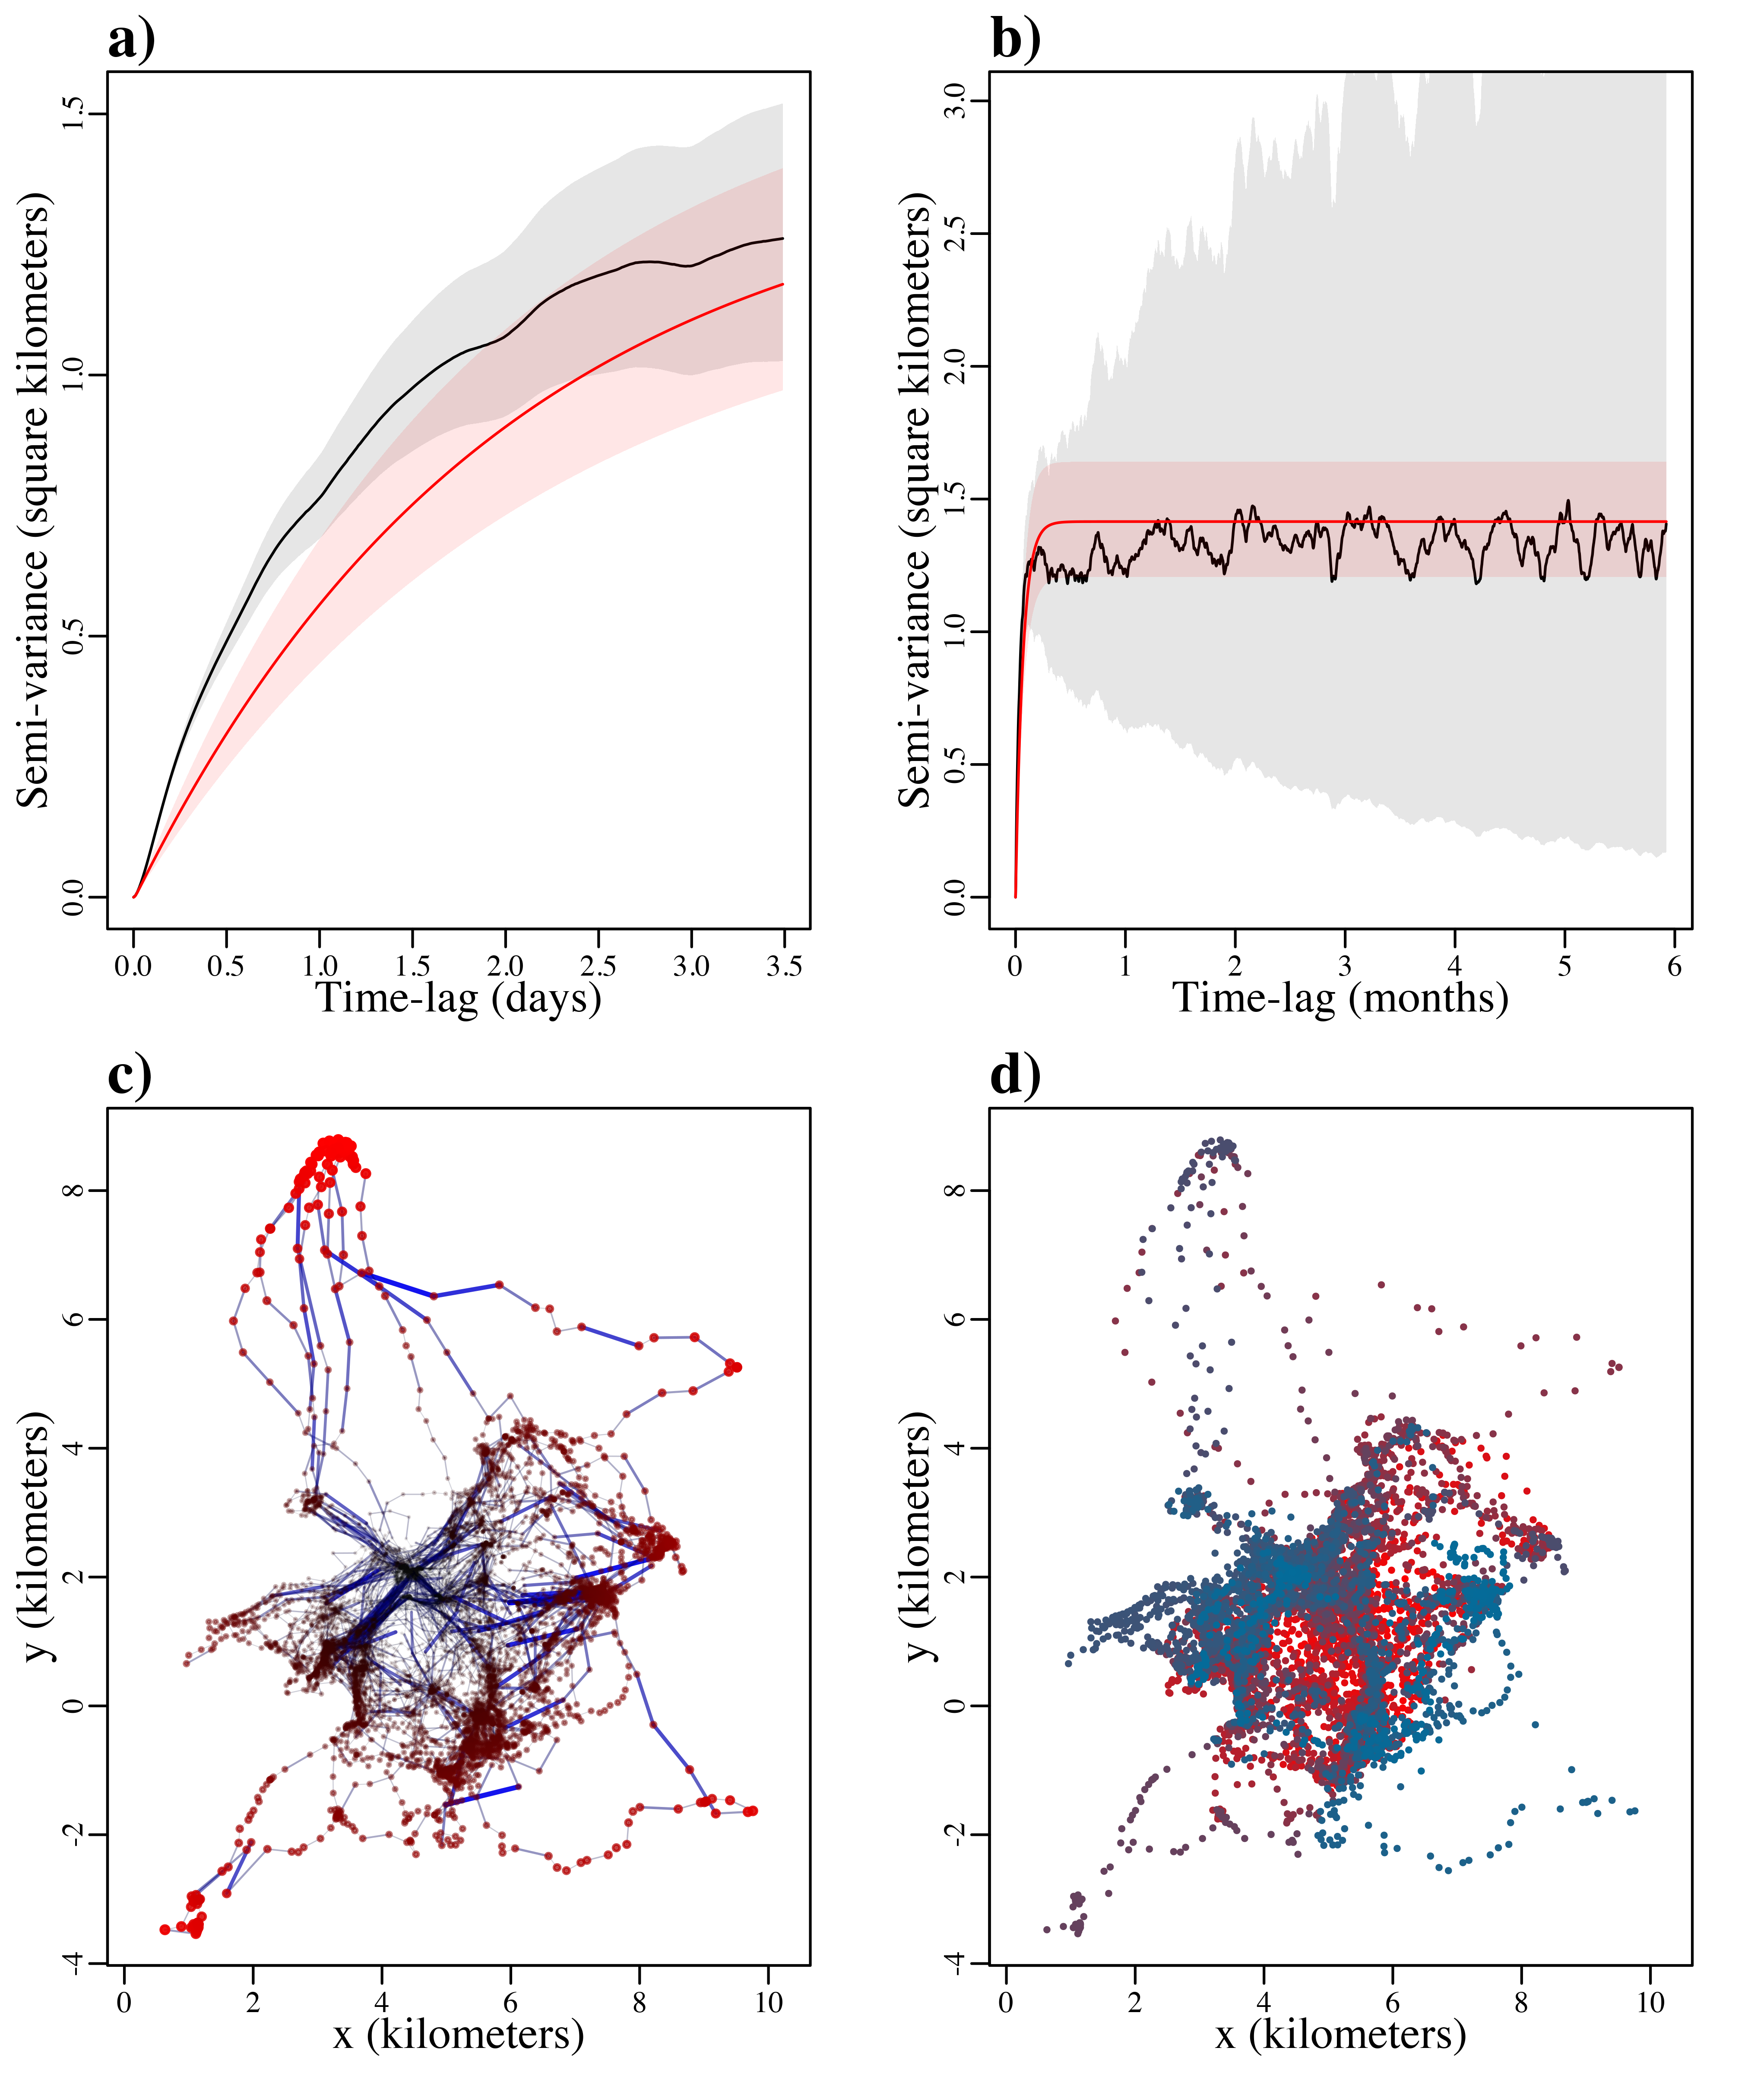 a)
Semi-variance (square kilometers)
0.0 0.5 1.0 1.5
0.0 0.5 1.0 1.5 2.0 2.5 3.0 3.5
Time-lag (days)
b)
Semi-variance (square kilometers)
0.0 0.5 1.0 1.5 2.0 2.5 3.0
0 1 2 3 4 5 6
Time-lag (months)
c)
y (kilometers)
-4 -2 0 2 4 6 8
0 2 4 6 8 10
x (kilometers)
d)
y (kilometers)
-4 -2 0 2 4 6 8
0 2 4 6 8 10
x (kilometers)